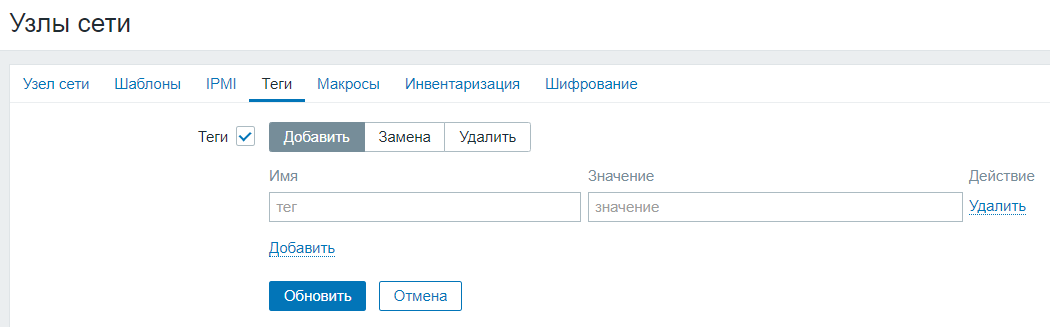 Узлы сети
Узел сети Шаблоны IPMI Теги Макросы Инвентаризация Шифрование
Теги Добавить Замена Удалить
Имя Значение Действие
тег значение Удалить
Добавить
Обновить Отмена